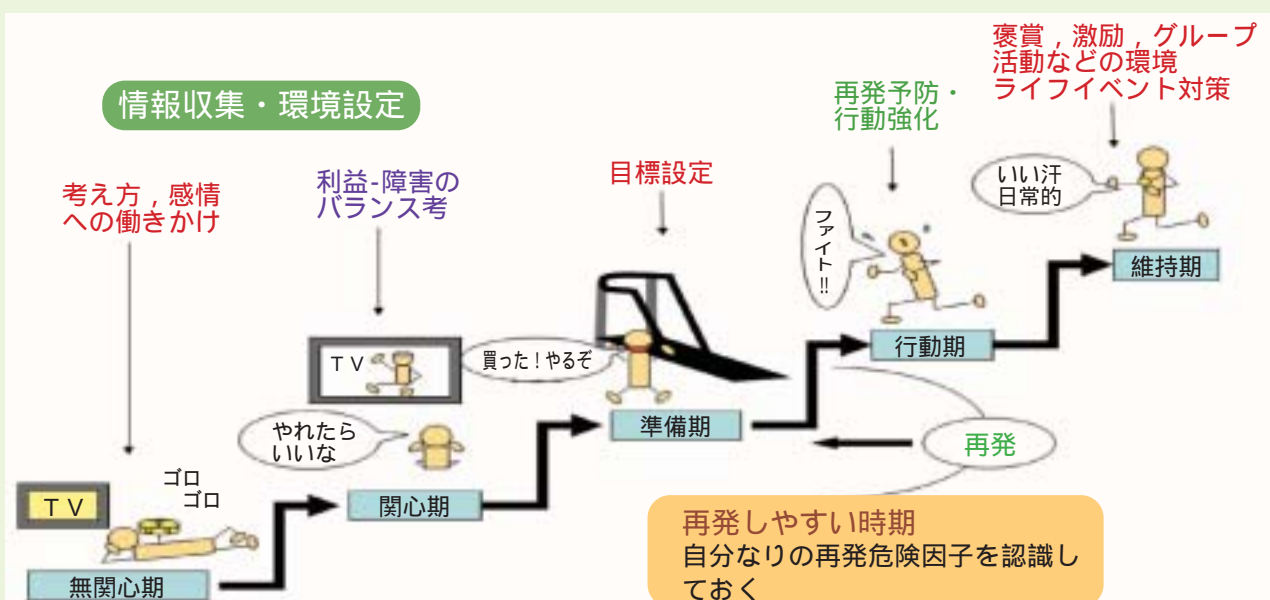 情報収集・環境設定
考え方，感情
への働きかけ
利益-障害の
バランス考
目標設定
再発予防・
行動強化
褒賞，激励，グループ
活動などの環境
ライフイベント対策
いい汗
日常的
維持期
ファイト!!
行動期
ＴＶ
買った！やるぞ
準備期
やれたら
いいな
関心期
再発
ＴＶ
ゴロ
ゴロ
無関心期
再発しやすい時期
自分なりの再発危険因子を認識し
ておく